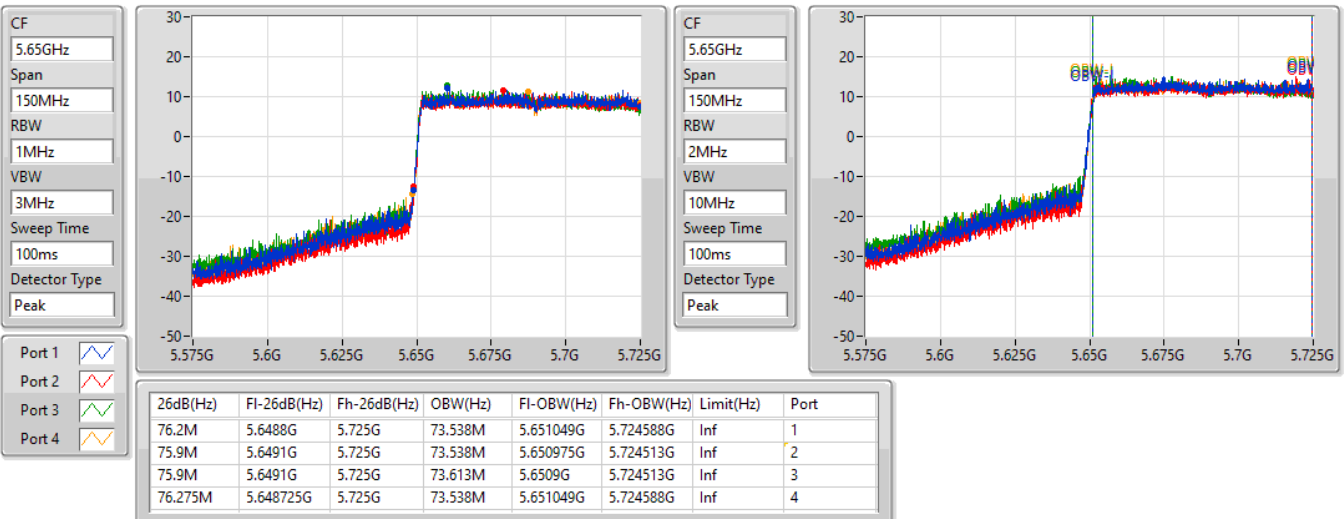 CF
5.65GHz
Span
150MHz
RBW
1MHz
VBW
3MHz
Sweep Time
100ms
Detector Type
Peak
Port 1
Port 2
Port 3
Port 4
30
20
10
0
-10
-20
-30
-40
-50
5.575G 5.6G 5.625G 5.65G 5.675G 5.7G 5.725G
CF
5.65GHz
Span
150MHz
RBW
2MHz
VBW
10MHz
Sweep Time
100ms
Detector Type
Peak
30
20
10
0
-10
-20
-30
-40
-50
OBW-l OBW
5.575G 5.6G 5.625G 5.65G 5.675G 5.7G 5.725G
26dB(Hz) Fl-26dB(Hz) Fh-26dB(Hz) OBW(Hz) Fl-OBW(Hz) Fh-OBW(Hz) Limit(Hz) Port
76.2M 5.6488G 5.725G 73.538M 5.651049G 5.724588G Inf 1
75.9M 5.6491G 5.725G 73.538M 5.650975G 5.724513G Inf 2
75.9M 5.6491G 5.725G 73.613M 5.6509G 5.724513G Inf 3
76.275M 5.648725G 5.725G 73.538M 5.651049G 5.724588G Inf 4